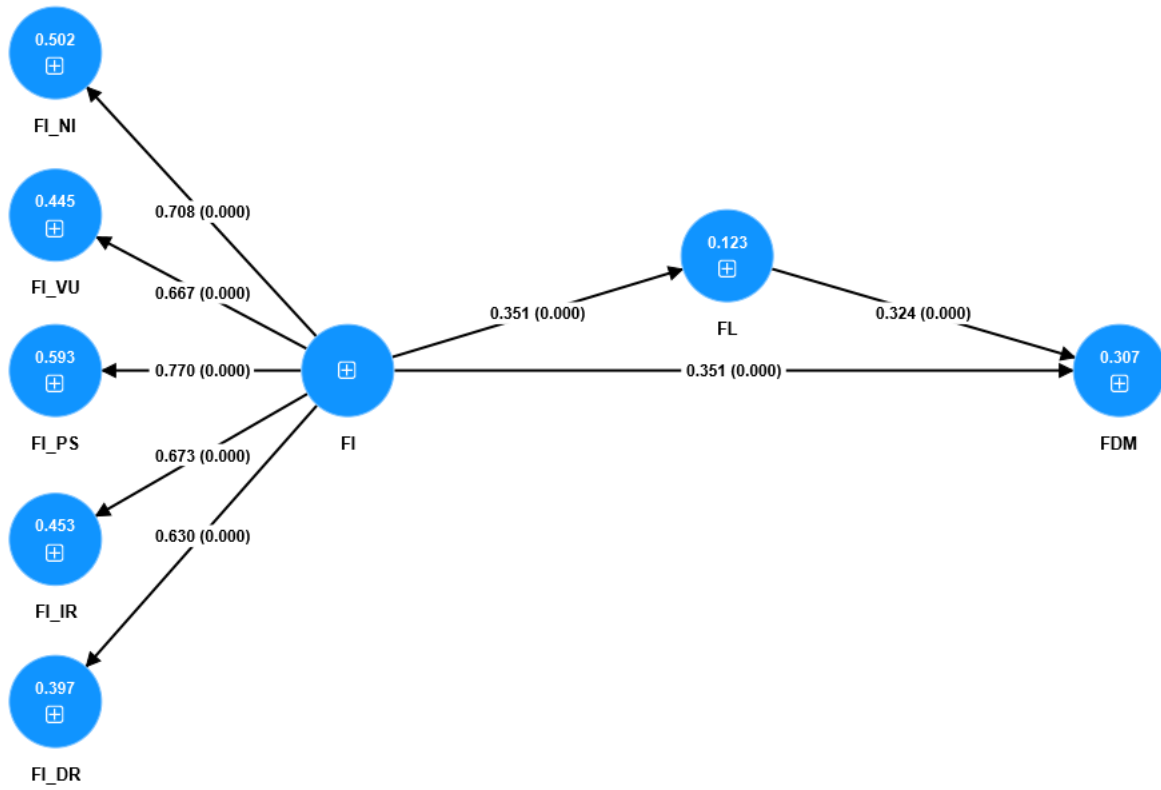 0.502
FI_NI
0.708 (0.000)
0.445
FI_VU
0.667 (0.000)
0.123
FL
0.351 (0.000)
0.324 (0.000)
0.593
FI_PS
0.770 (0.000)
FI
0.351 (0.000)
0.307
FDM
0.673 (0.000)
0.453
FI_IR
0.630 (0.000)
0.397
FI_DR